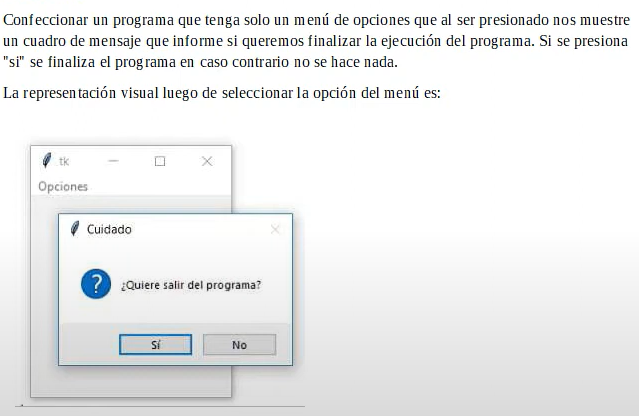 Confeccionar un programa que tenga solo un menú de opciones que al ser presionado nos muestre
un cuadro de mensaje que informe si queremos finalizar la ejecución del programa. Si se presiona
"si" se finaliza el programa en caso contrario no se hace nada.
La representación visual luego de seleccionar la opción del menú es:
tk
Opciones
Cuidado
¿Quiere salir del programa?
Sí No